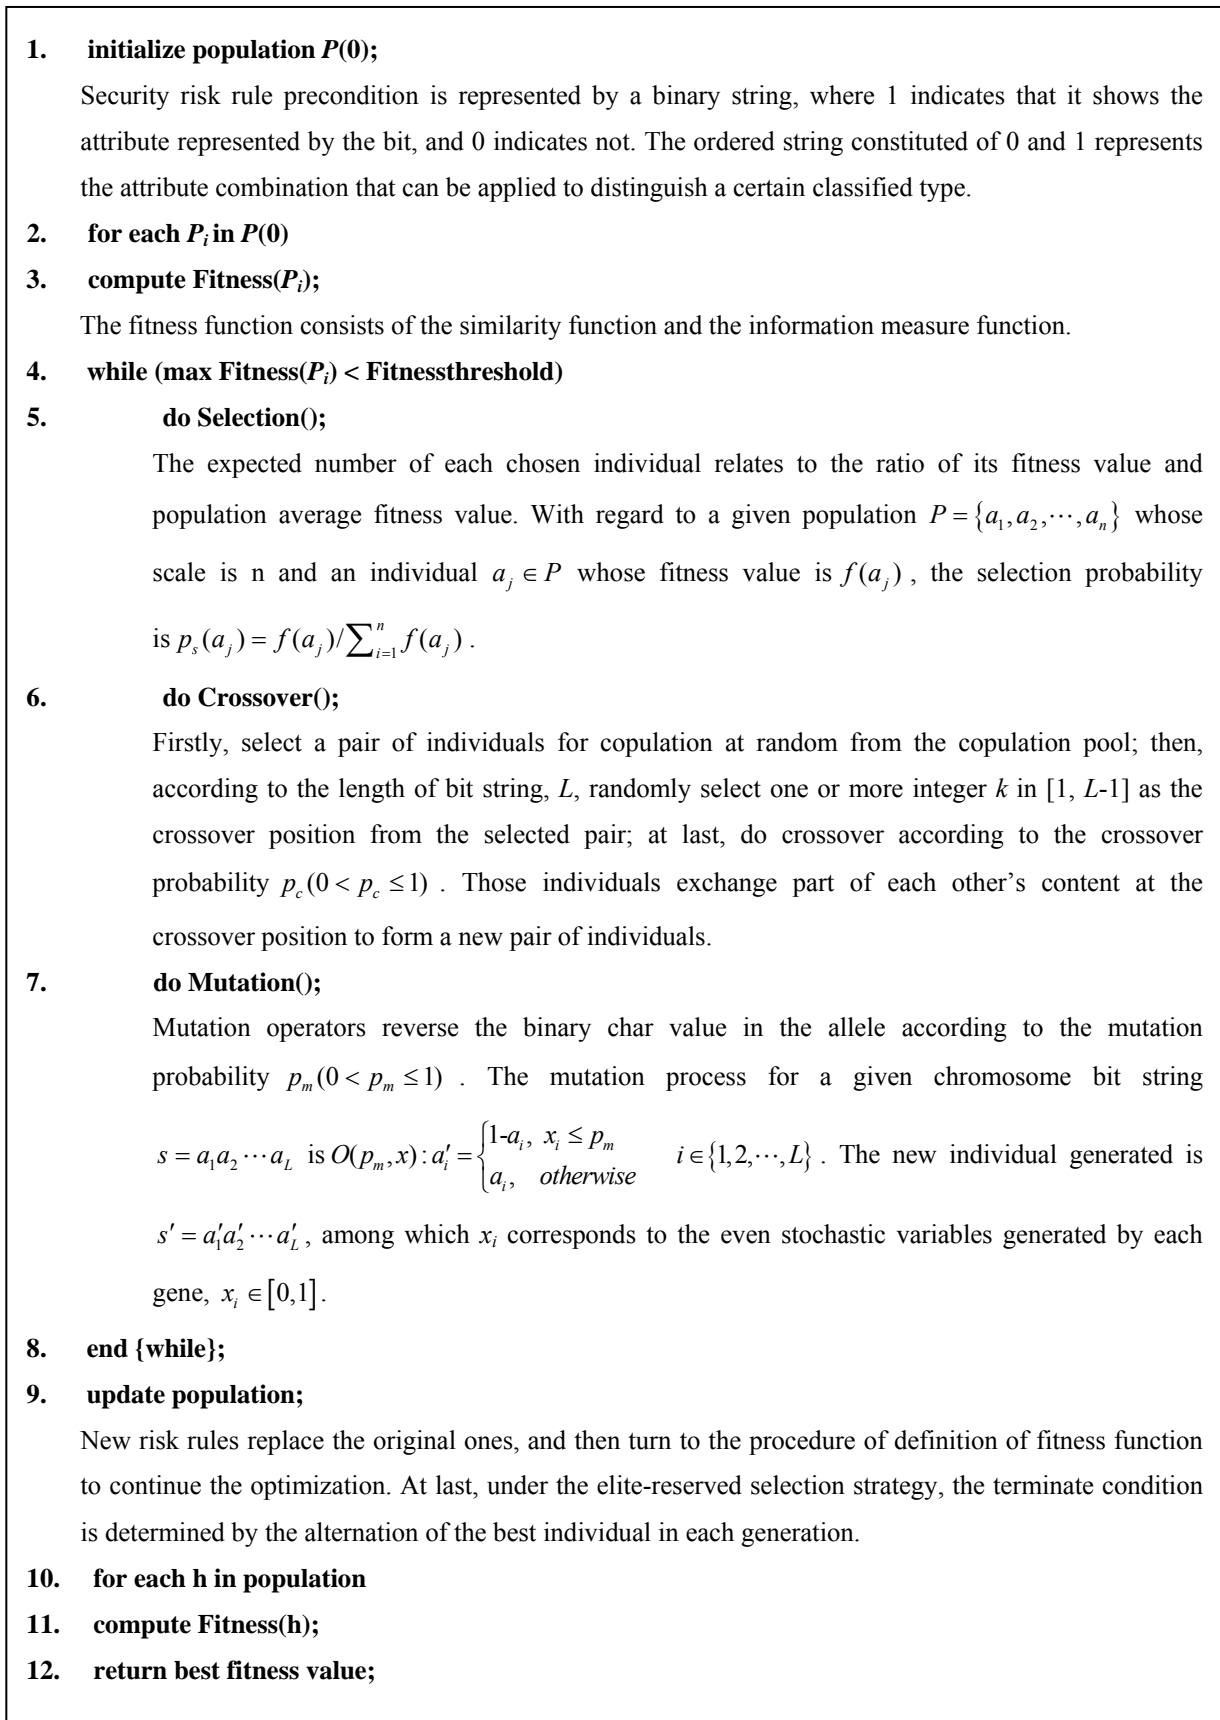 1. initialize population P(0);
Security risk rule precondition is represented by a binary string, where 1 indicates that it shows the
attribute represented by the bit, and 0 indicates not. The ordered string constituted of 0 and 1 represents
the attribute combination that can be applied to distinguish a certain classified type.
2. for each P_i in P(0)
3. compute Fitness(P_i);
The fitness function consists of the similarity function and the information measure function.
4. while (max Fitness(P_i) < Fitnessthreshold)
5. do Selection();
The expected number of each chosen individual relates to the ratio of its fitness value and
population average fitness value. With regard to a given population P = {a_1, a_2, ⋯, a_n} whose
scale is n and an individual a_j ∈ P whose fitness value is f(a_j) , the selection probability
is p_s(a_j) = f(a_j)/∑_{i=1}^{n} f(a_j) .
6. do Crossover();
Firstly, select a pair of individuals for copulation at random from the copulation pool; then,
according to the length of bit string, L, randomly select one or more integer k in [1, L-1] as the
crossover position from the selected pair; at last, do crossover according to the crossover
probability p_c(0 < p_c ≤ 1) . Those individuals exchange part of each other’s content at the
crossover position to form a new pair of individuals.
7. do Mutation();
Mutation operators reverse the binary char value in the allele according to the mutation
probability p_m(0 < p_m ≤ 1) . The mutation process for a given chromosome bit string
s = a_1a_2⋯a_L is O(p_m, x): a′_i = {1-a_i, x_i ≤ p_m; a_i, otherwise i ∈ {1,2,⋯,L} . The new individual generated is
s′ = a′_1a′_2⋯a′_L, among which x_i corresponds to the even stochastic variables generated by each
gene, x_i ∈ [0,1].
8. end {while};
9. update population;
New risk rules replace the original ones, and then turn to the procedure of definition of fitness function
to continue the optimization. At last, under the elite-reserved selection strategy, the terminate condition
is determined by the alternation of the best individual in each generation.
10. for each h in population
11. compute Fitness(h);
12. return best fitness value;